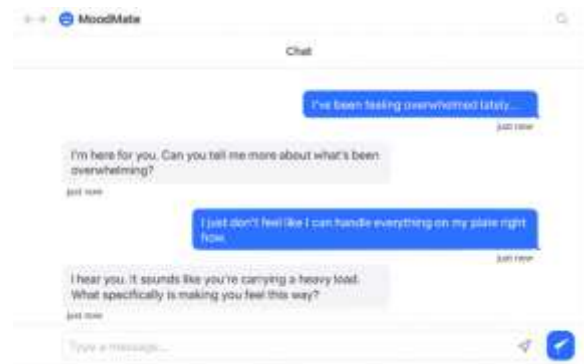 MoodMate
Chat
I've been feeling overwhelmed lately...
just now
I'm here for you. Can you tell me more about what's been
overwhelming?
just now
I just don't feel like I can handle everything on my plate right
now.
just now
I hear you. It sounds like you're carrying a heavy load.
What specifically is making you feel this way?
just now
Type a message...